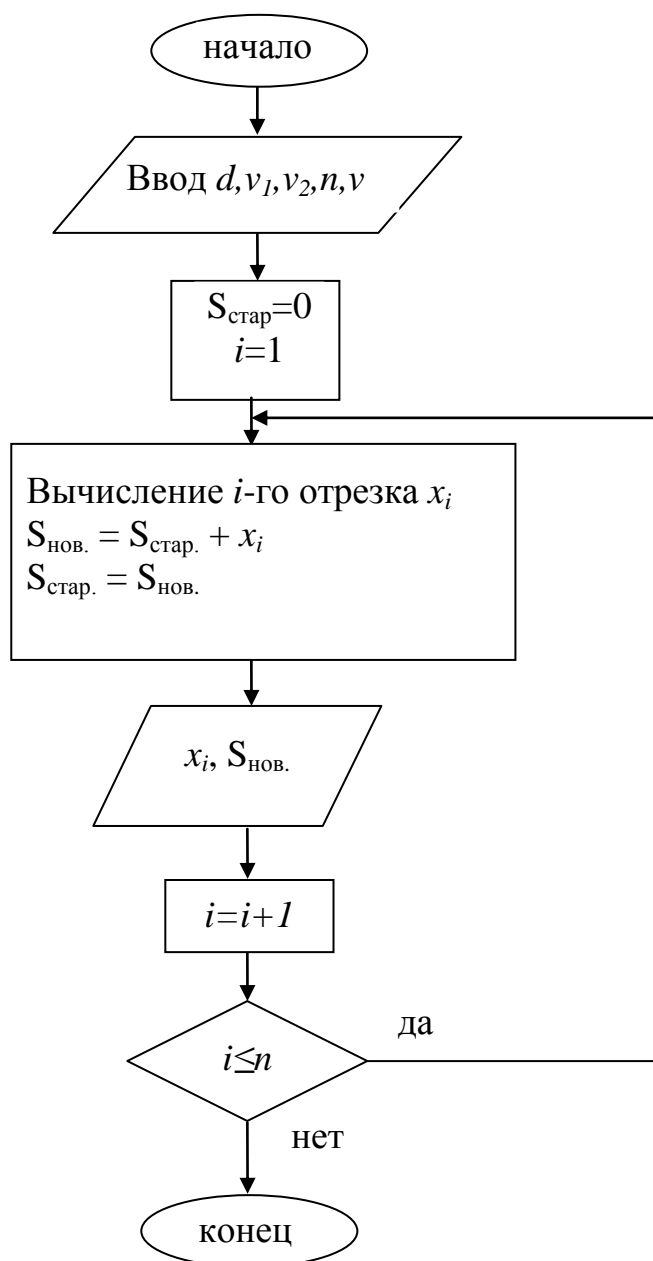 начало
Ввод d,v₁,v₂,n,v
Sстар=0
i=1
Вычисление i-го отрезка xᵢ
Sнов. = Sстар. + xᵢ
Sстар. = Sнов.
xᵢ, Sнов.
i=i+1
да
i≤n
нет
конец